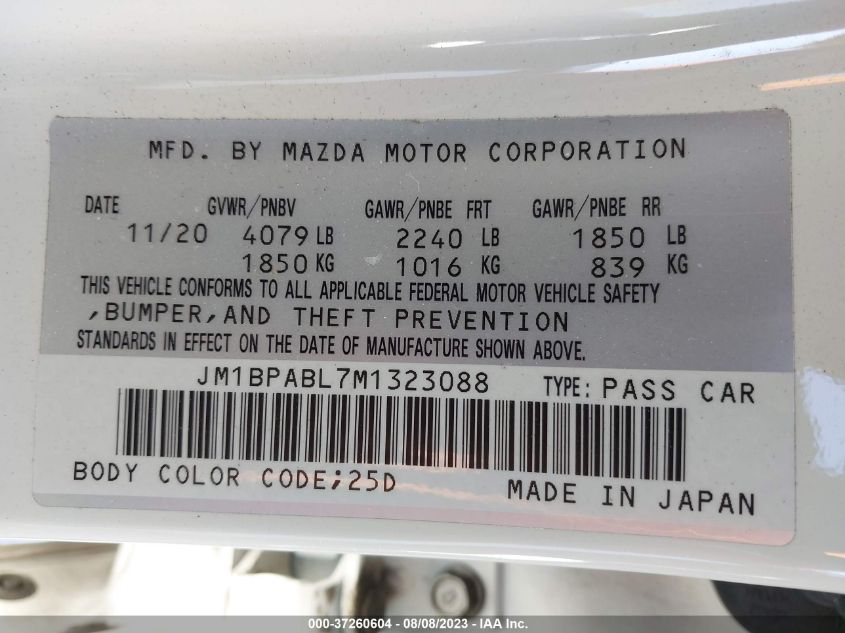 MFD. BY MAZDA MOTOR CORPORATION
DATE GVWR/PNBV GAWR/PNBE FRT GAWR/PNBE RR
11/20 4079 LB 2240 LB 1850 LB
1850 KG 1016 KG 839 KG
THIS VEHICLE CONFORMS TO ALL APPLICABLE FEDERAL MOTOR VEHICLE SAFETY
,BUMPER,AND THEFT PREVENTION
STANDARDS IN EFFECT ON THE DATE OF MANUFACTURE SHOWN ABOVE.
JM1BPABL7M1323088 TYPE: PASS CAR
BODY COLOR CODE;25D MADE IN JAPAN
000-37260604 - 08/08/2023 - IAA Inc.